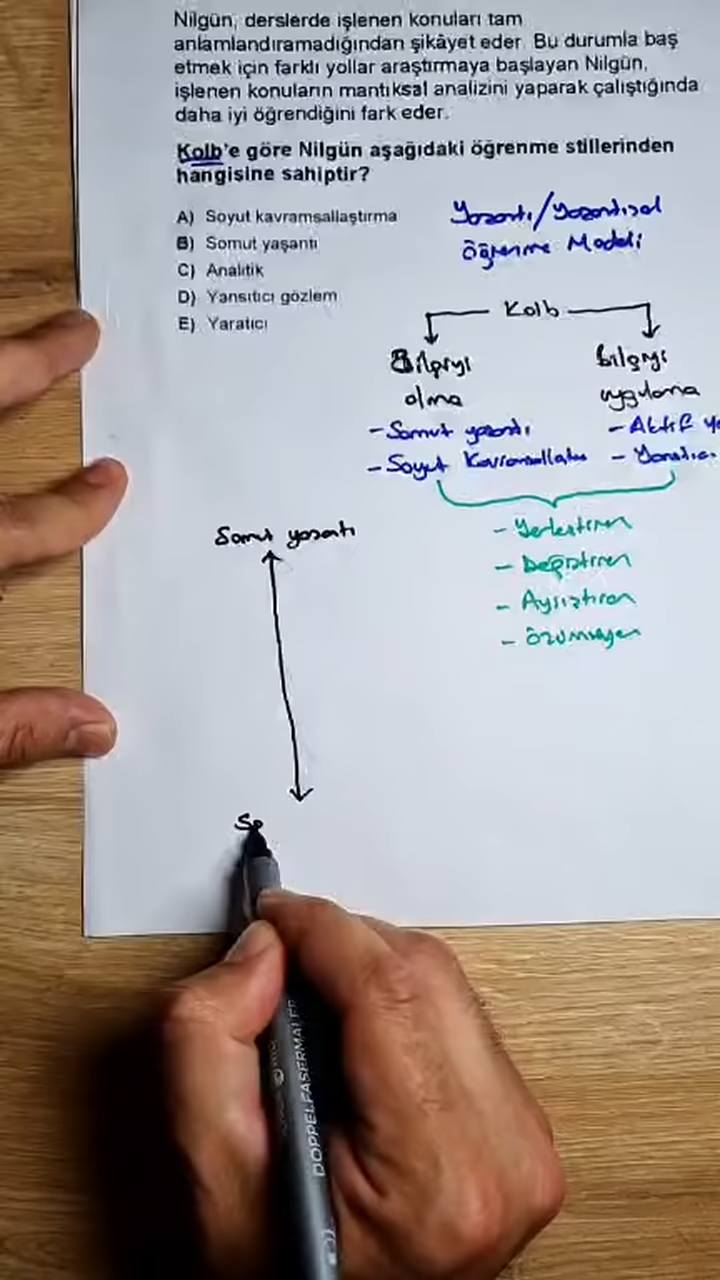 Nilgün, derslerde işlenen konuları tam
anlamlandıramadığından şikâyet eder. Bu durumla baş
etmek için farklı yollar araştırmaya başlayan Nilgün,
işlenen konuların mantıksal analizini yaparak çalıştığında
daha iyi öğrendiğini fark eder.
Kolb'e göre Nilgün aşağıdaki öğrenme stillerinden
hangisine sahiptir?
A) Soyut kavramsallaştırma
B) Somut yaşantı
C) Analitik
D) Yansıtıcı gözlem
E) Yaratıcı
Yaşantı/Yaşantısal
Öğrenme Modeli
Kolb
Bilgiyi
alma
bilgiyi
uygulama
- Somut yaşantı
- Soyut
- Aktif
Somut yaşantı
- Yerleştiren
- Değiştiren
- Ayrıştıran
- Özümseyen
DOPPELFASERMALER